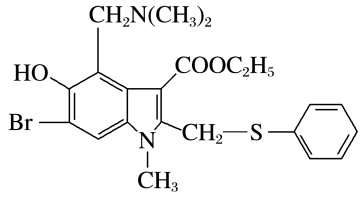 CH₂N(CH₃)₂
HO
COOC₂H₅
Br
N
CH₂—S
CH₃